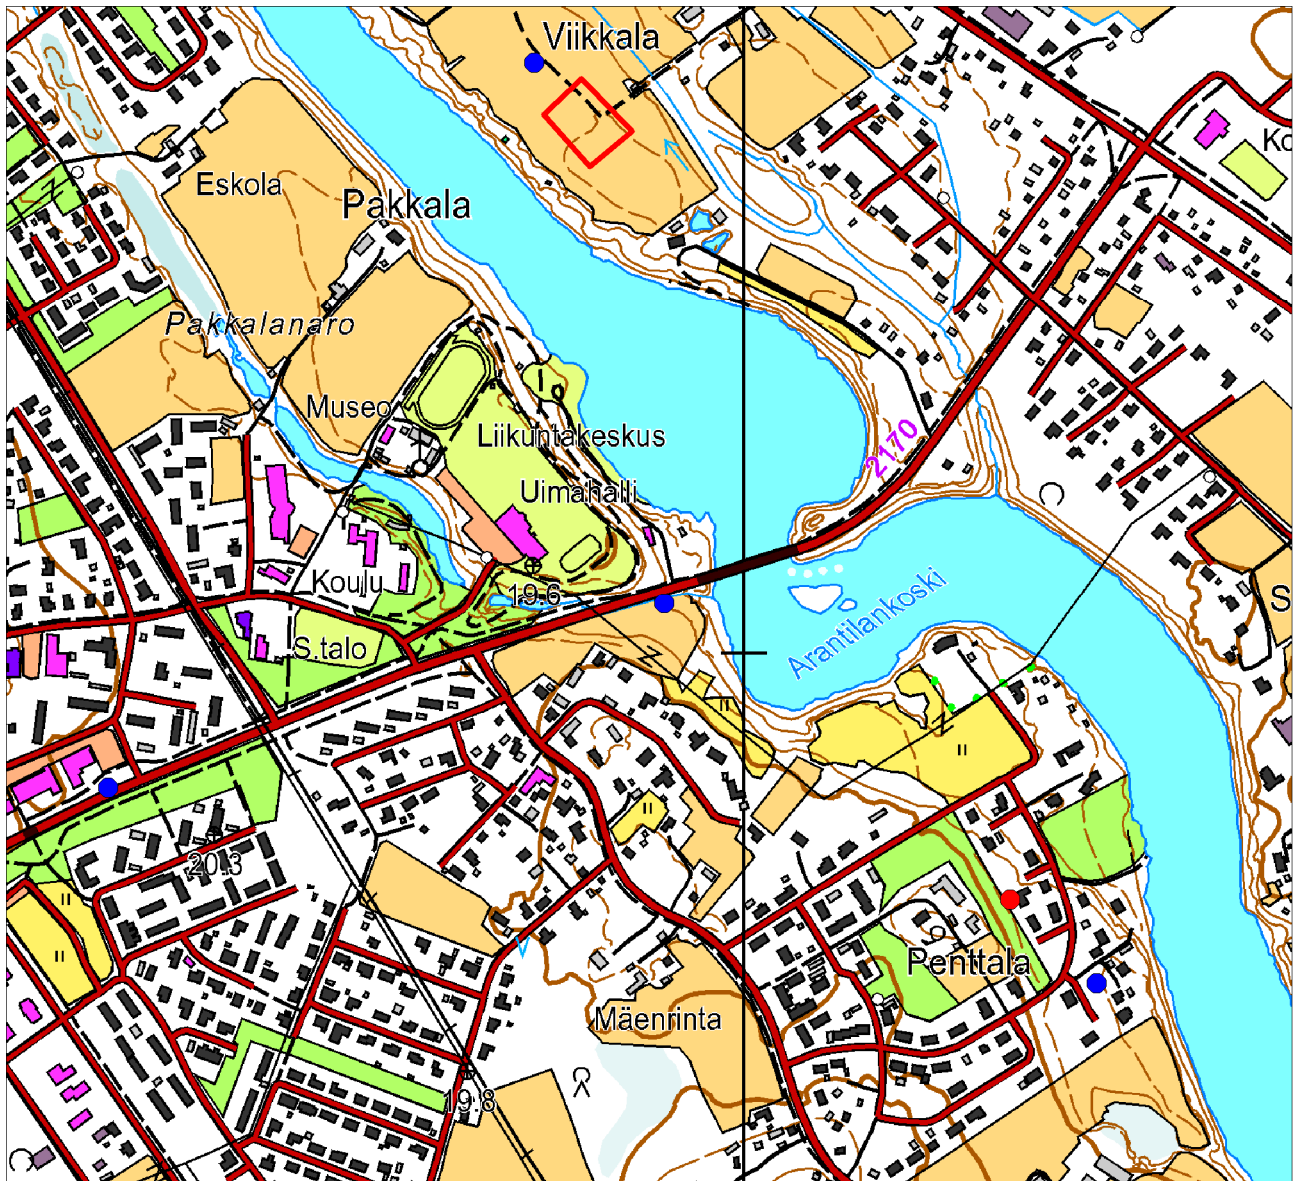 Viikkala
Ko
Eskola
Pakkala
Pakkalanaro
Museo
Liikuntakeskus
2170
Uimahalli
Koulu
19.6
S.talo
Arantilankoski
S
20.3
Penttala
Mäenrinta
19.8